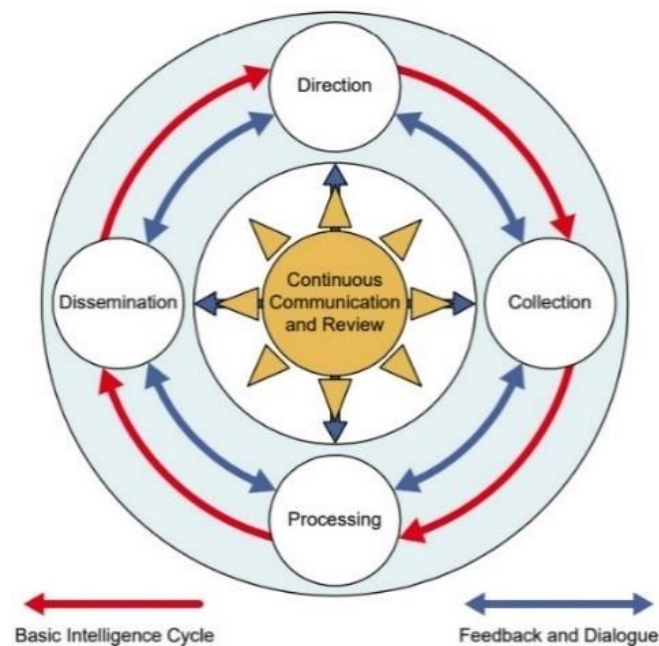 Direction
Dissemination
Continuous
Communication
and Review
Collection
Processing
Basic Intelligence Cycle
Feedback and Dialogue